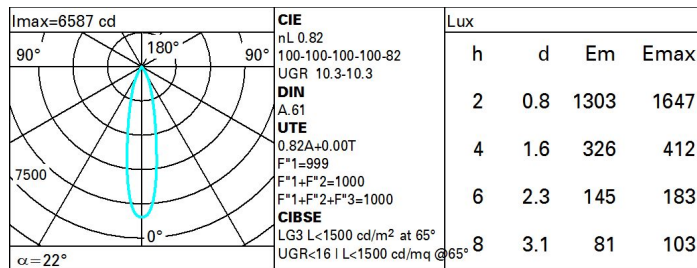 Imax=6587 cd
90°
180°
90°
7500
0°
α=22°
CIE
nL 0.82
100-100-100-100-82
UGR 10.3-10.3
DIN
A.61
UTE
0.82A+0.00T
F"1=999
F"1+F"2=1000
F"1+F"2+F"3=1000
CIBSE
LG3 L<1500 cd/m² at 65°
UGR<16 | L<1500 cd/mq @65°
Lux
h d Em Emax
2 0.8 1303 1647
4 1.6 326 412
6 2.3 145 183
8 3.1 81 103